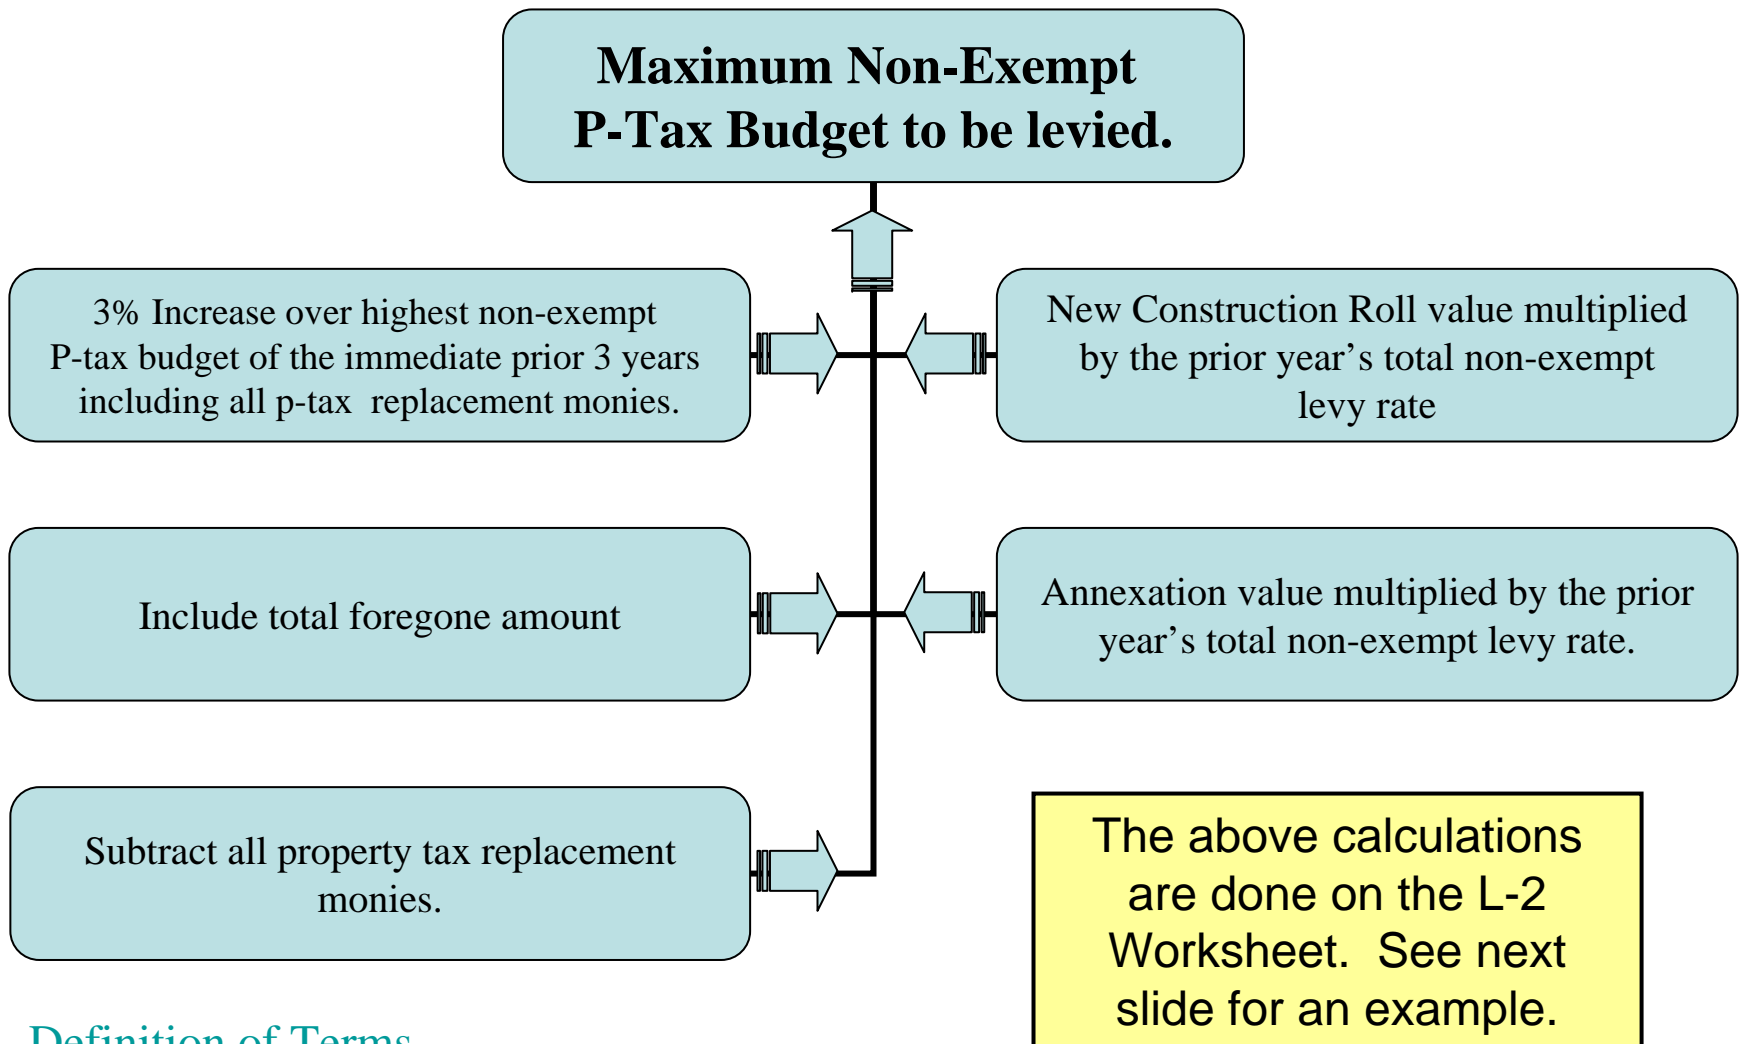 Maximum Non-Exempt
P-Tax Budget to be levied.
3% Increase over highest non-exempt
P-tax budget of the immediate prior 3 years
including all p-tax replacement monies.
New Construction Roll value multiplied
by the prior year’s total non-exempt
levy rate
Include total foregone amount
Annexation value multiplied by the prior
year’s total non-exempt levy rate.
Subtract all property tax replacement
monies.
The above calculations
are done on the L-2
Worksheet. See next
slide for an example.
Definition of Terms